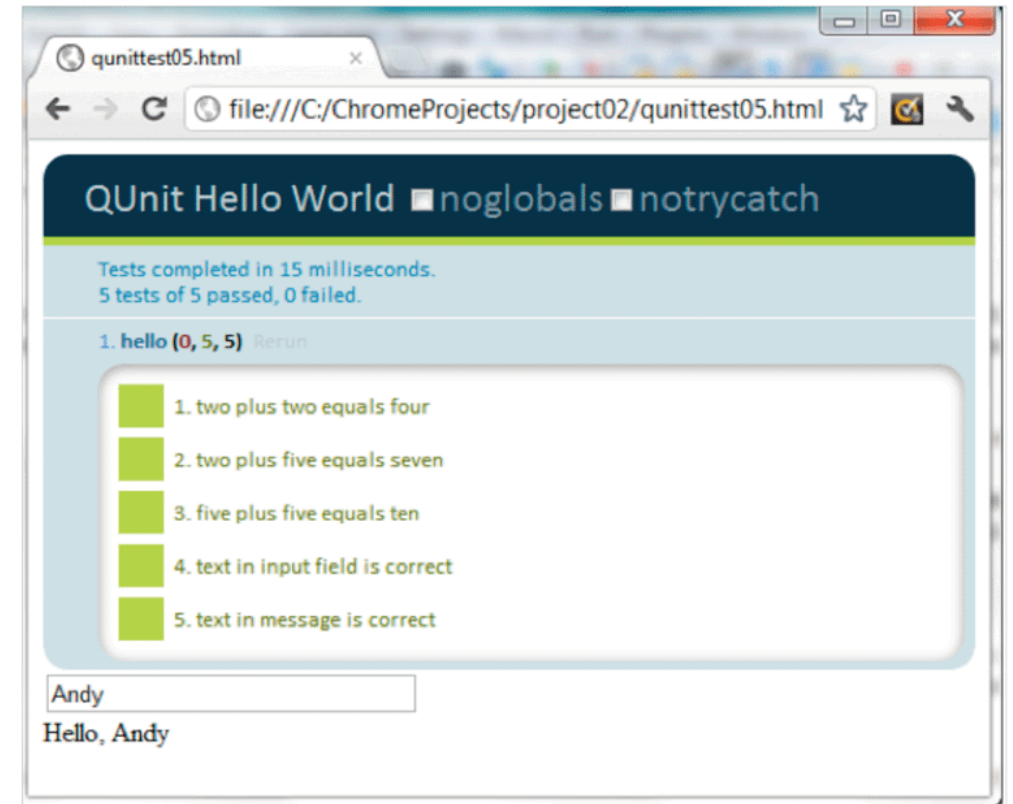 qunittest05.html
file:///C:/ChromeProjects/project02/qunittest05.html
QUnit Hello World noglobals notrycatch
Tests completed in 15 milliseconds.
5 tests of 5 passed, 0 failed.
1. hello (0, 5, 5) Rerun
1. two plus two equals four
2. two plus five equals seven
3. five plus five equals ten
4. text in input field is correct
5. text in message is correct
Andy
Hello, Andy